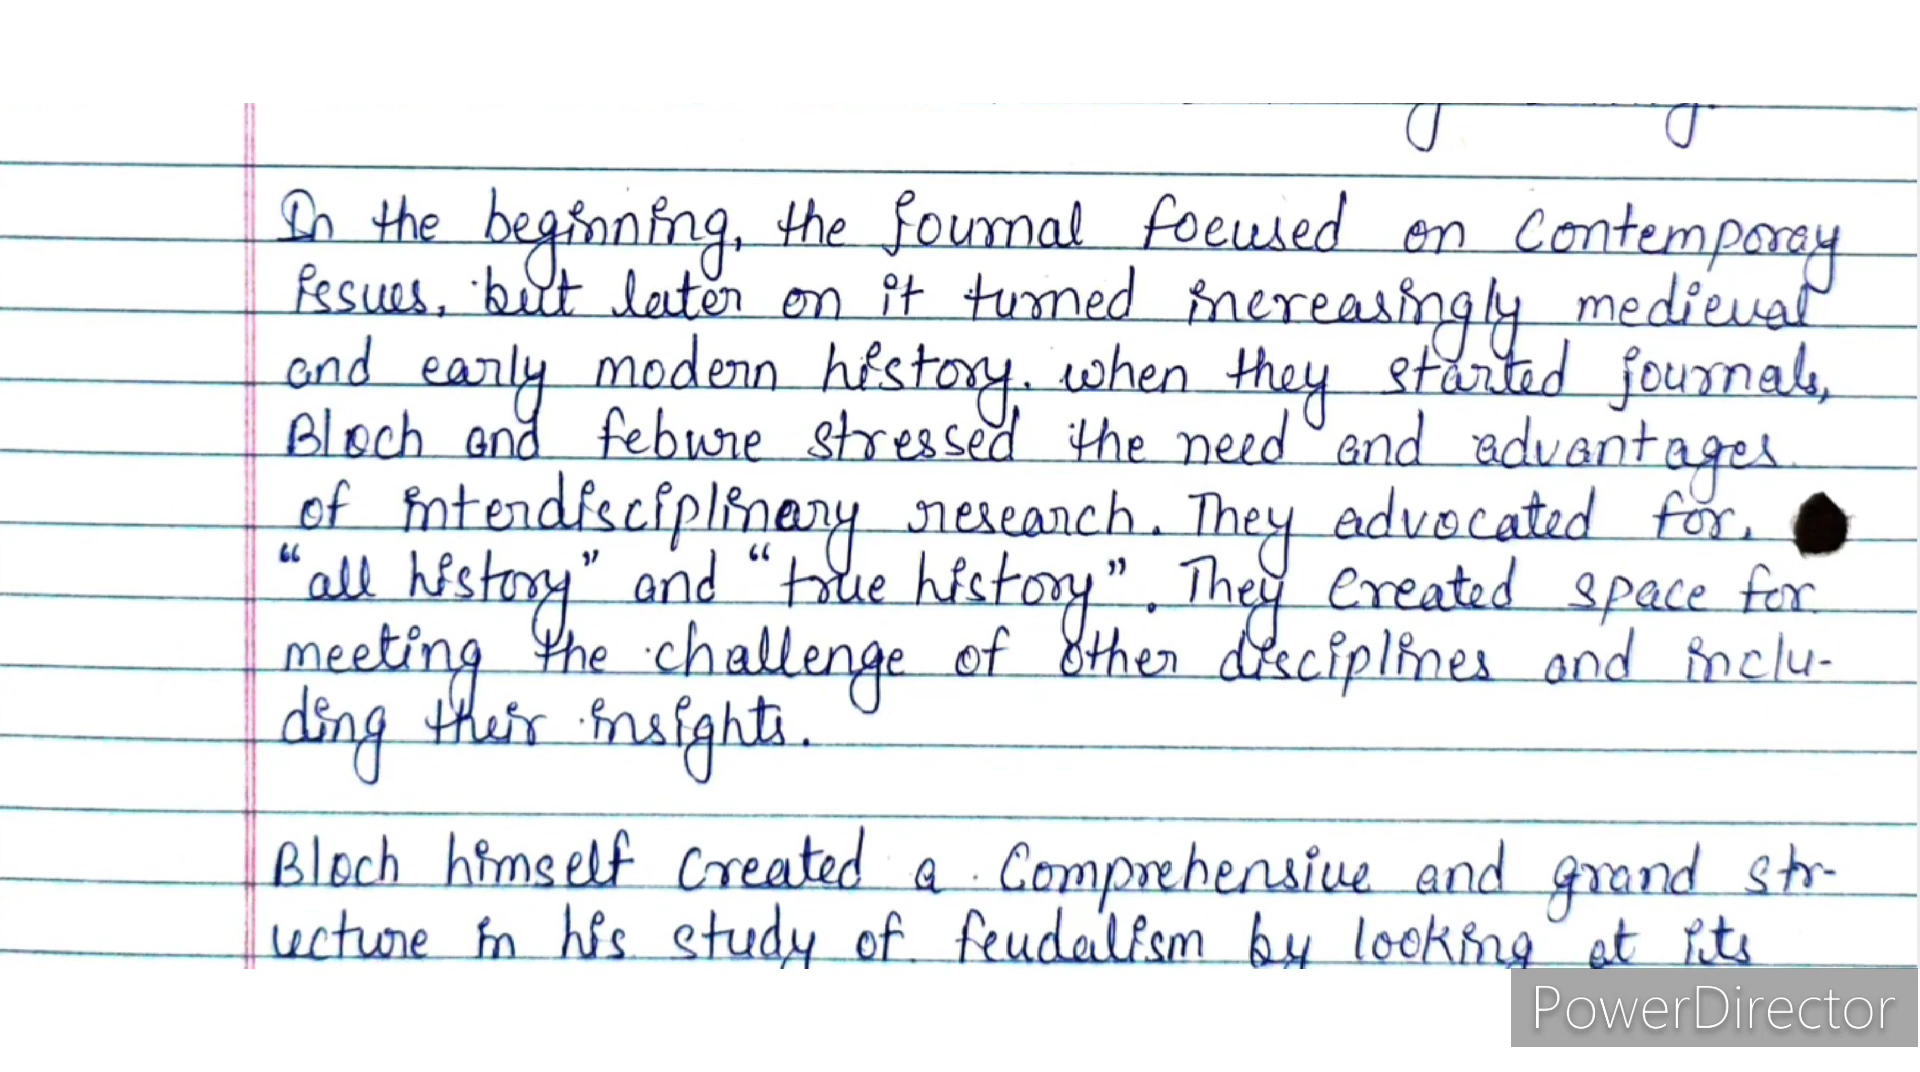 In the beginning, the journal focused on Contemporay
issues, but later on it turned increasingly medieval
and early modern history. when they started journals,
Bloch and febure stressed the need and advantages
of interdisciplinary research. They advocated for.
“all history” and “true history”. They created space for
meeting the challenge of other disciplines and inclu-
ding their insights.
Bloch himself created a Comprehensive and grand str-
ucture in his study of feudalism by looking at its
PowerDirector